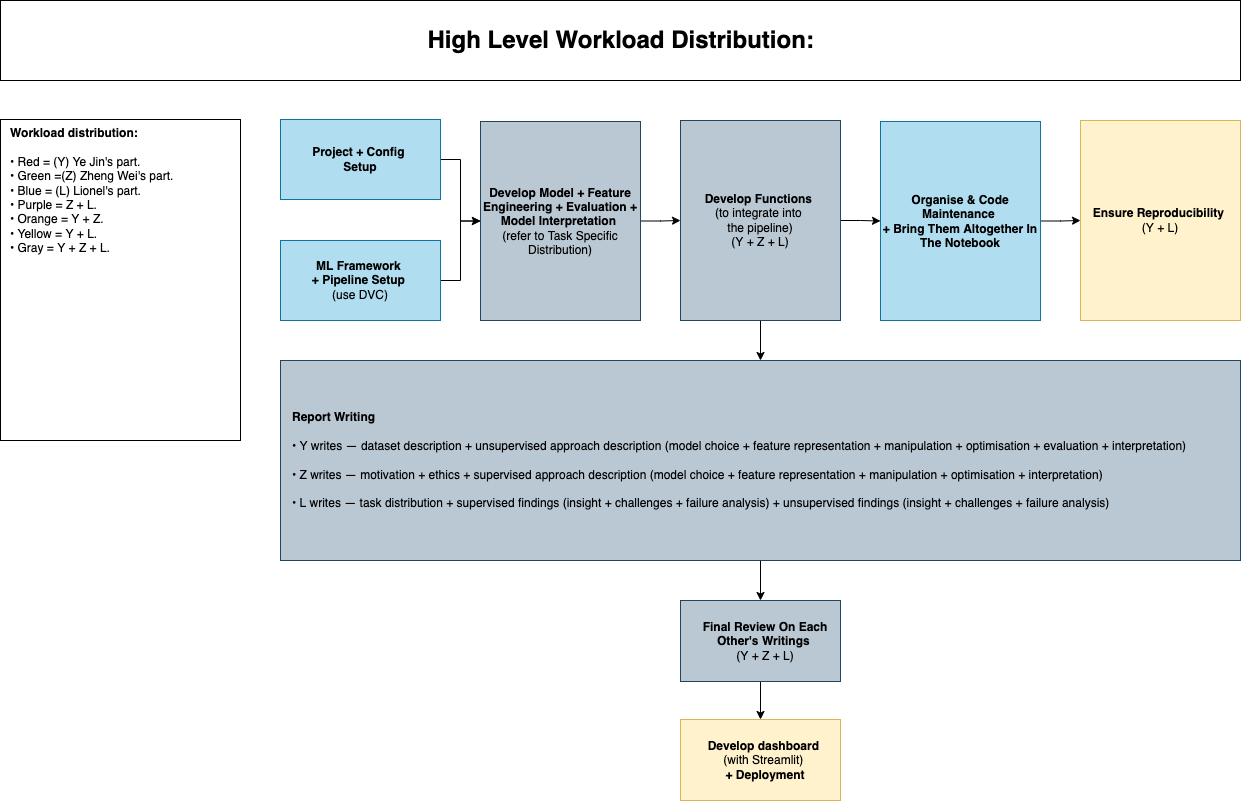 High Level Workload Distribution:
Workload distribution:
• Red = (Y) Ye Jin's part.
• Green =(Z) Zheng Wei's part.
• Blue = (L) Lionel's part.
• Purple = Z + L.
• Orange = Y + Z.
• Yellow = Y + L.
• Gray = Y + Z + L.
Project + Config
Setup
ML Framework
+ Pipeline Setup
(use DVC)
Develop Model + Feature
Engineering + Evaluation +
Model Interpretation
(refer to Task Specific
Distribution)
Develop Functions
(to integrate into
the pipeline)
(Y + Z + L)
Organise & Code
Maintenance
+ Bring Them Altogether In
The Notebook
Ensure Reproducibility
(Y + L)
Report Writing
• Y writes — dataset description + unsupervised approach description (model choice + feature representation + manipulation + optimisation + evaluation + interpretation)
• Z writes — motivation + ethics + supervised approach description (model choice + feature representation + manipulation + optimisation + interpretation)
• L writes — task distribution + supervised findings (insight + challenges + failure analysis) + unsupervised findings (insight + challenges + failure analysis)
Final Review On Each
Other's Writings
(Y + Z + L)
Develop dashboard
(with Streamlit)
+ Deployment